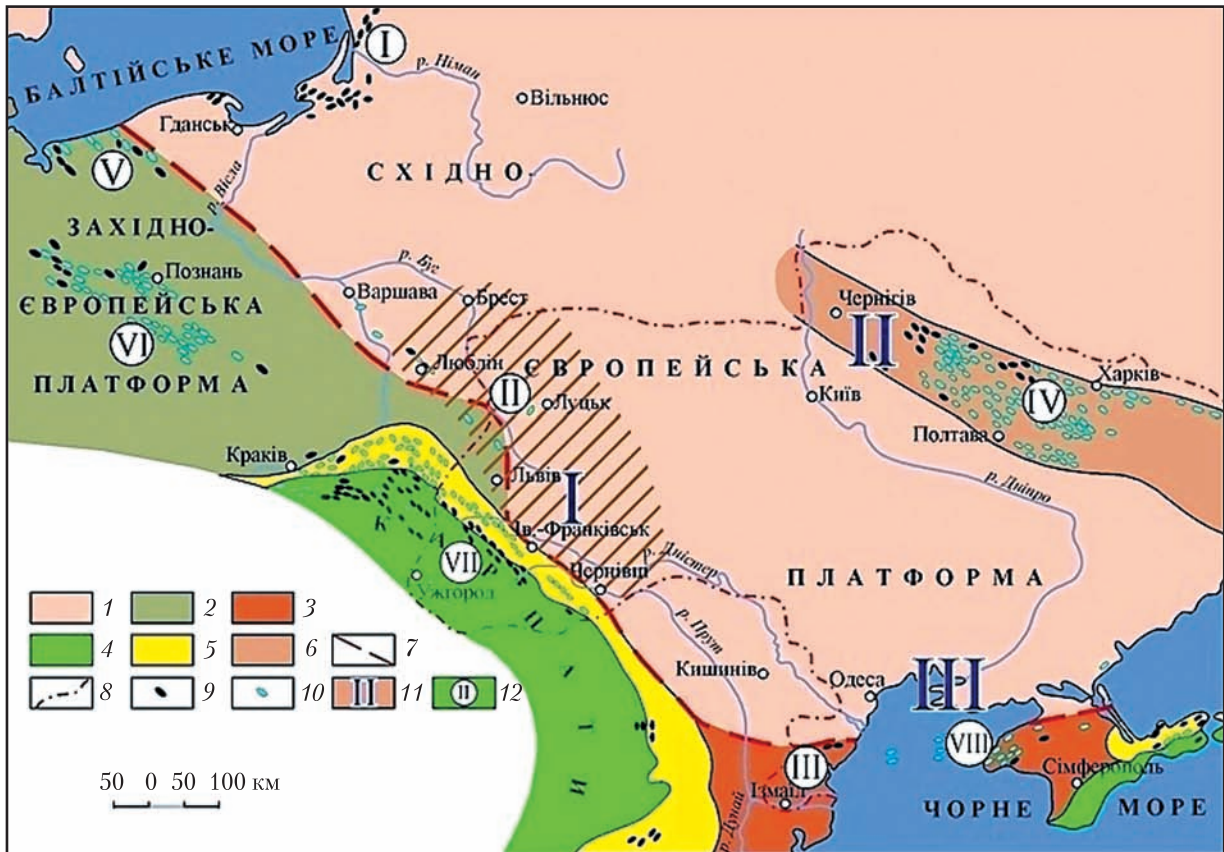 БАЛТІЙСЬКЕ МОРЕ
I
р. Німан
Вільнюс
Гданськ
V
р. Вісла
СХІДНО-
ЗАХІДНО-
Познань
ЄВРОПЕЙСЬКА
VI
ПЛАТФОРМА
р. Буг
Варшава
Брест
Чернігів
II
Люблін
ЄВРОПЕЙСЬКА
II
Луцьк
Київ
Харків
IV
Полтава
Краків
Львів
I
р. Дніпро
Ів.-Франківськ
VII
Ужгород
Чернівці
р. Дністер
ПЛАТФОРМА
р. Прут
Кишинів
Одеса
III
VIII
III
Ізмаїл
Сімферополь
р. Дунай
ЧОРНЕ МОРЕ
1 2 3
4 5 6 7
8 9 10 II 11 II 12
50 0 50 100 км